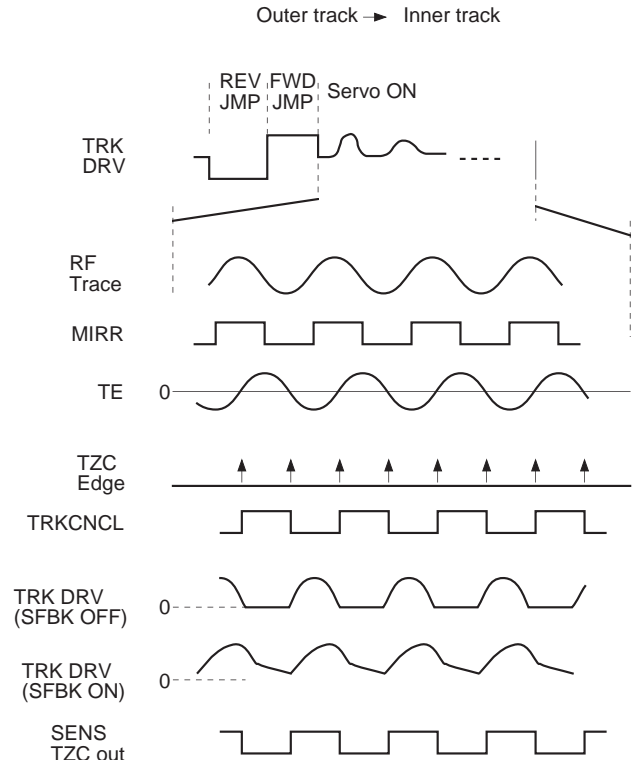 Outer track → Inner track
REV JMP
FWD JMP
Servo ON
TRK
DRV
RF
Trace
MIRR
TE
0
TZC
Edge
TRKCNCL
TRK DRV
(SFBK OFF)
0
TRK DRV
(SFBK ON)
0
SENS
TZC out